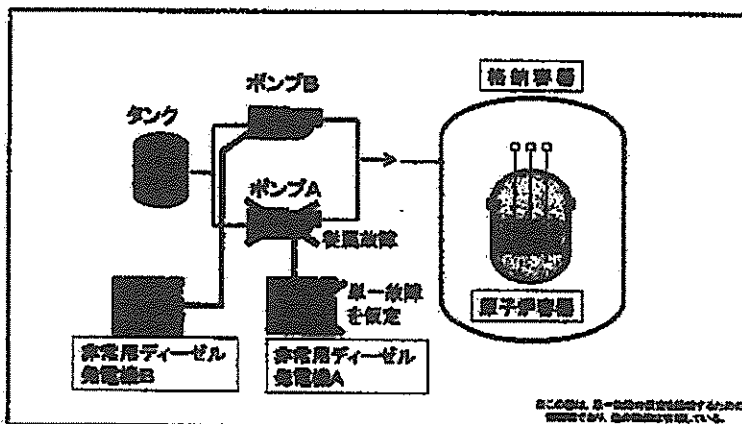 ポンプB
格納容器
タンク
ポンプA
従属故障
単一故障
を仮定
原子炉容器
非常用ディーゼル
発電機B
非常用ディーゼル
発電機A